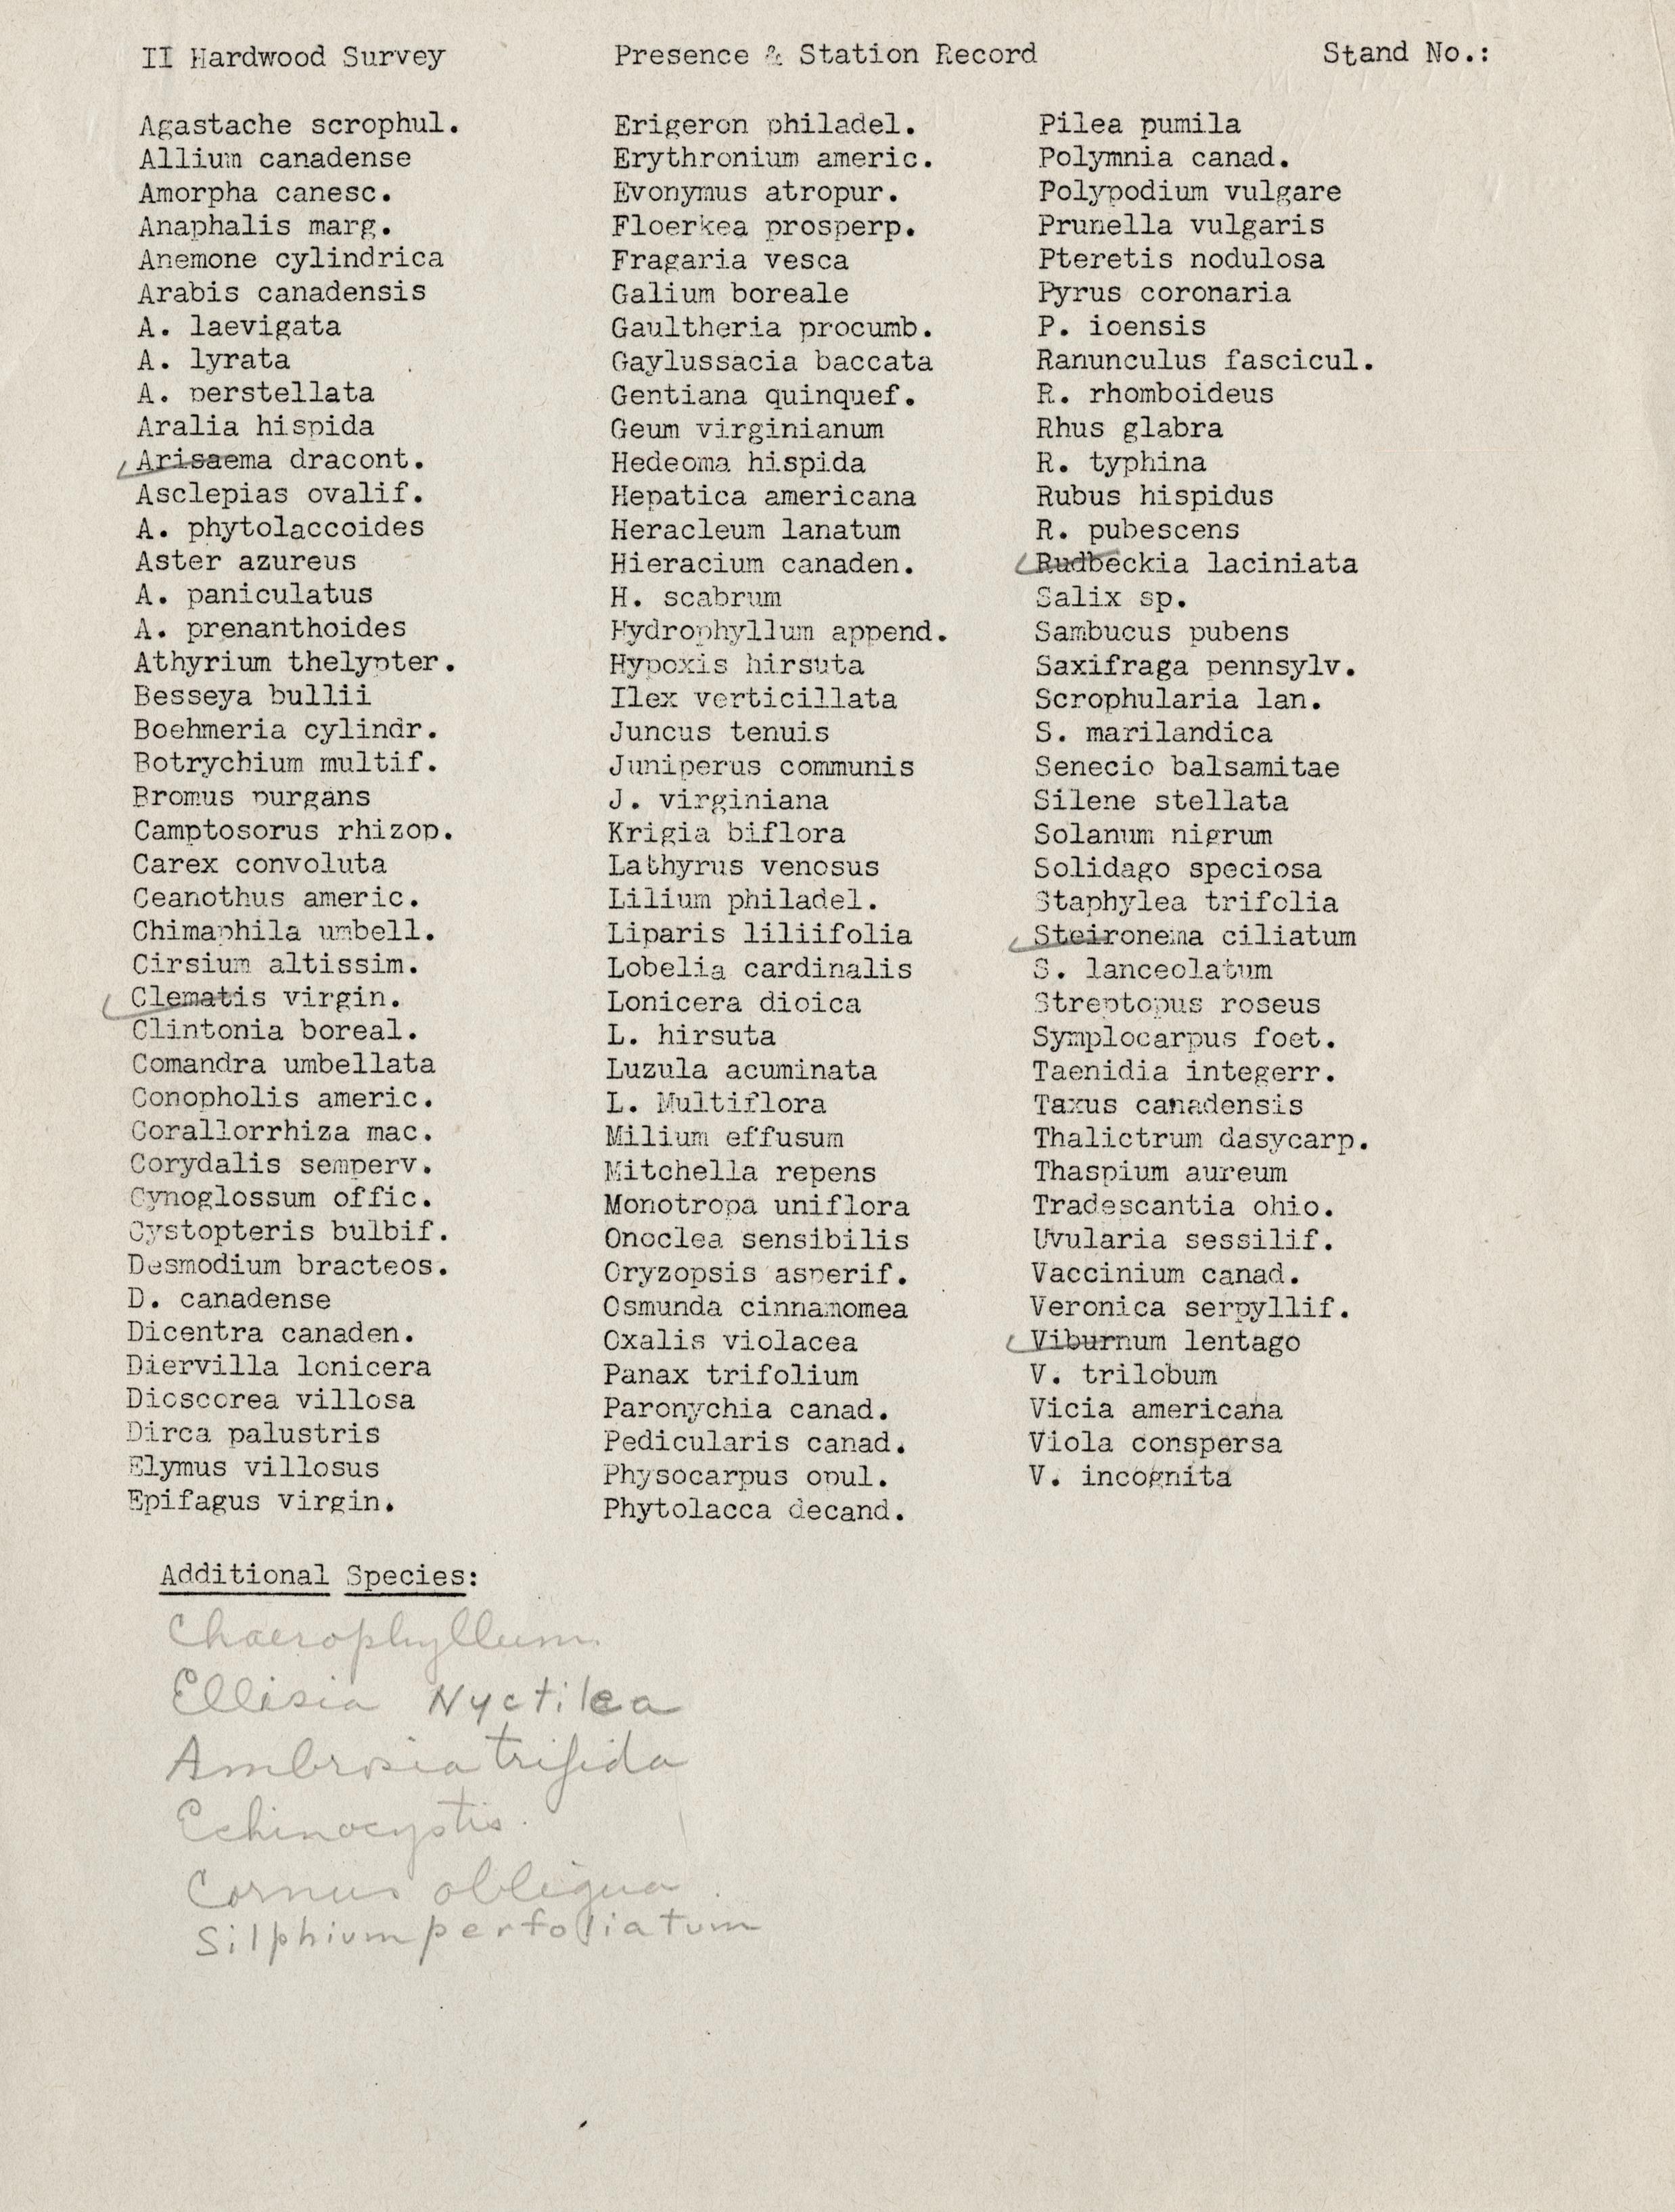 II Hardwood Survey Presence & Station Record Stand No.:
Agastache scrophul.
Allium canadense
Amorpha canesc.
Anaphalis marg.
Anemone cylindrica
Arabis canadensis
A. laevigata
A. lyrata
A. perstellata
Aralia hispida
Arisaema dracont.
Asclepias ovalif.
A. phytolaccoides
Aster azureus
A. paniculatus
A. prenanthoides
Athyrium thelypter.
Besseya bullii
Boehmeria cylindr.
Botrychium multif.
Bromus purgans
Camptosorus rhizop.
Carex convoluta
Ceanothus americ.
Chimaphila umbell.
Cirsium altissim.
Clematis virgin.
Clintonia boreal.
Comandra umbellata
Conopholis americ.
Corallorrhiza mac.
Corydalis semperv.
Cynoglossum offic.
Cystopteris bulbif.
Desmodium bracteos.
D. canadense
Dicentra canaden.
Diervilla lonicera
Dioscorea villosa
Dirca palustris
Elymus villosus
Epifagus virgin.
Erigeron philadel.
Erythronium americ.
Evonymus atropur.
Floerkea prosperp.
Fragaria vesca
Galium boreale
Gaultheria procumb.
Gaylussacia baccata
Gentiana quinquef.
Geum virginianum
Hedeoma hispida
Hepatica americana
Heracleum lanatum
Hieracium canaden.
H. scabrum
Hydrophyllum append.
Hypoxis hirsuta
Ilex verticillata
Juncus tenuis
Juniperus communis
J. virginiana
Krigia biflora
Lathyrus venosus
Lilium philadel.
Liparis liliifolia
Lobelia cardinalis
Lonicera dioica
L. hirsuta
Luzula acuminata
L. Multiflora
Milium effusum
Mitchella repens
Monotropa uniflora
Onoclea sensibilis
Oryzopsis asperif.
Osmunda cinnamomea
Oxalis violacea
Panax trifolium
Paronychia canad.
Pedicularis canad.
Physocarpus opul.
Phytolacca decand.
Pilea pumila
Polymnia canad.
Polypodium vulgare
Prunella vulgaris
Pteretis nodulosa
Pyrus coronaria
P. ioensis
Ranunculus fascicul.
R. rhomboideus
Rhus glabra
R. typhina
Rubus hispidus
R. pubescens
Rudbeckia laciniata
Salix sp.
Sambucus pubens
Saxifraga pennsylv.
Scrophularia lan.
S. marilandica
Senecio balsamitae
Silene stellata
Solanum nigrum
Solidago speciosa
Staphylea trifolia
Steironema ciliatum
S. lanceolatum
Streptopus roseus
Symplocarpus foet.
Taenidia integerr.
Taxus canadensis
Thalictrum dasycarp.
Thaspium aureum
Tradescantia ohio.
Uvularia sessilif.
Vaccinium canad.
Veronica serpyllif.
Viburnum lentago
V. trilobum
Vicia americana
Viola conspersa
V. incognita
Additional Species:
Chaerophyllum
Ellisia Nyctilea
Ambrosia trifida
Echinocystis.
Cornus obliqua.
Silphium perfoliatum